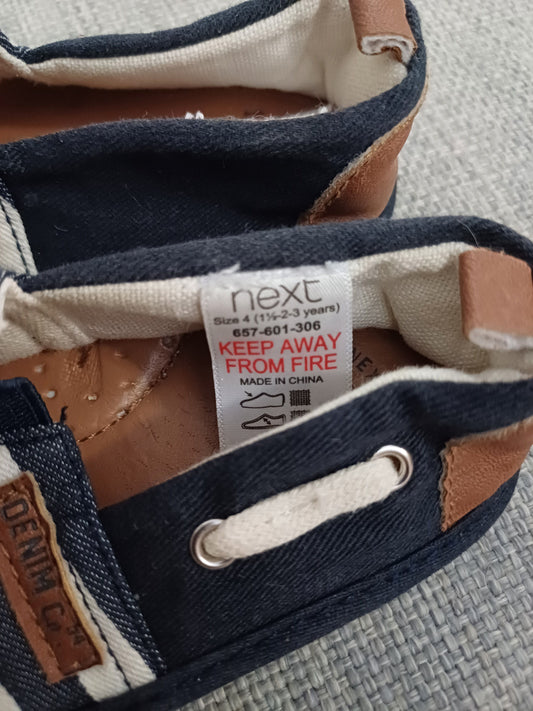 next
Size 4 (1½-2-3 years)
657-601-306
KEEP AWAY
FROM FIRE
MADE IN CHINA
DENIM Co.